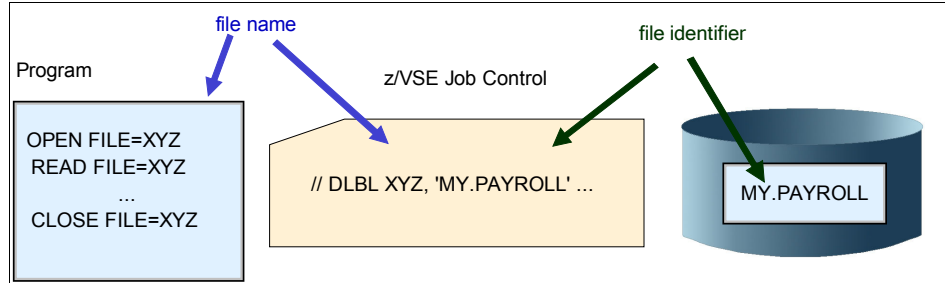 file name
file identifier
Program
z/VSE Job Control
OPEN FILE=XYZ
READ FILE=XYZ
...
CLOSE FILE=XYZ
// DLBL XYZ, 'MY.PAYROLL' ...
MY.PAYROLL